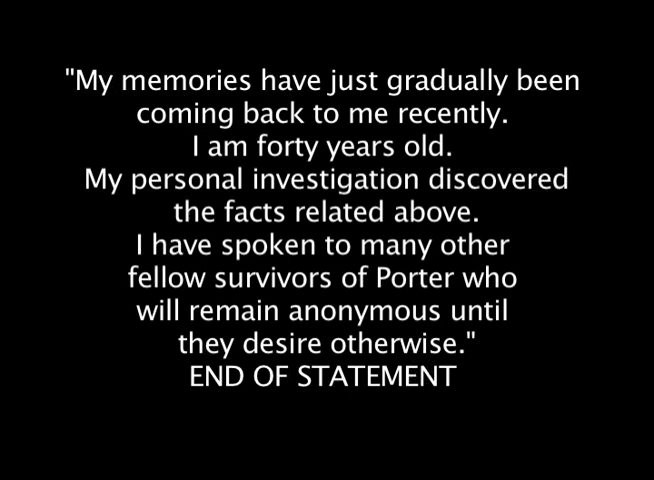 "My memories have just gradually been
coming back to me recently.
I am forty years old.
My personal investigation discovered
the facts related above.
I have spoken to many other
fellow survivors of Porter who
will remain anonymous until
they desire otherwise."
END OF STATEMENT